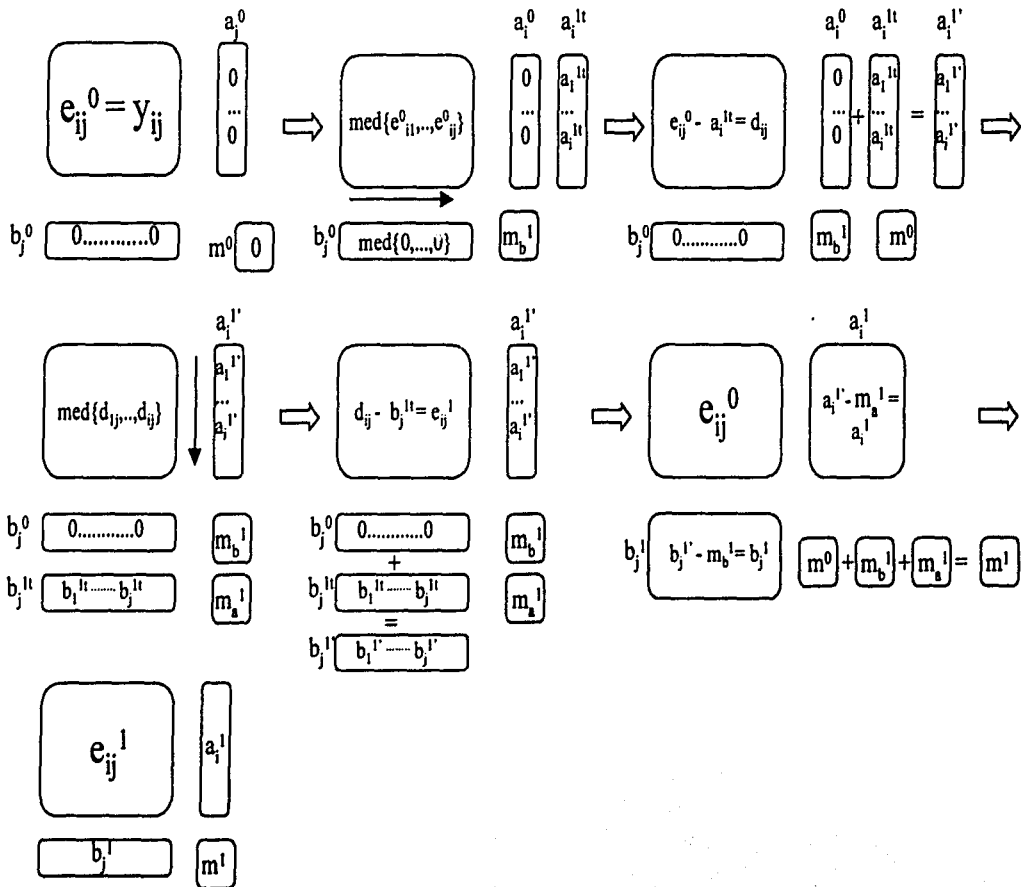 a_j^0
e_ij^0 = y_ij
0
...
0
b_j^0 0............0
m^0 0
a_i^0 a_i^1t
med{e^0_i1,..,e^0_ij}
0 a_1^1t
... ...
0 a_i^1t
b_j^0 med{0,...,0}
m_b^1
a_i^0 a_i^1t a_i^1'
e_ij^0 - a_i^1t = d_ij
0 a_1^1t a_1^1'
... + ... = ...
0 a_i^1t a_i^1'
b_j^0 0............0
m_b^1 m^0
a_i^1'
med{d_1j,..,d_ij}
a_1^1'
...
a_i^1'
b_j^0 0............0 m_b^1
b_j^1t b_1^1t ...... b_j^1t m_a^1
a_i^1'
d_ij - b_j^1t = e_ij^1
a_1^1'
...
a_i^1'
b_j^0 0............0 m_b^1
+
b_j^1t b_1^1t ...... b_j^1t m_a^1
=
b_j^1' b_1^1' ...... b_j^1'
a_i^1
e_ij^0
a_i^1' - m_a^1 =
a_i^1
b_j^1 b_j^1' - m_b^1 = b_j^1
m^0 + m_b^1 + m_a^1 = m^1
e_ij^1
a_i^1
b_j^1
m^1